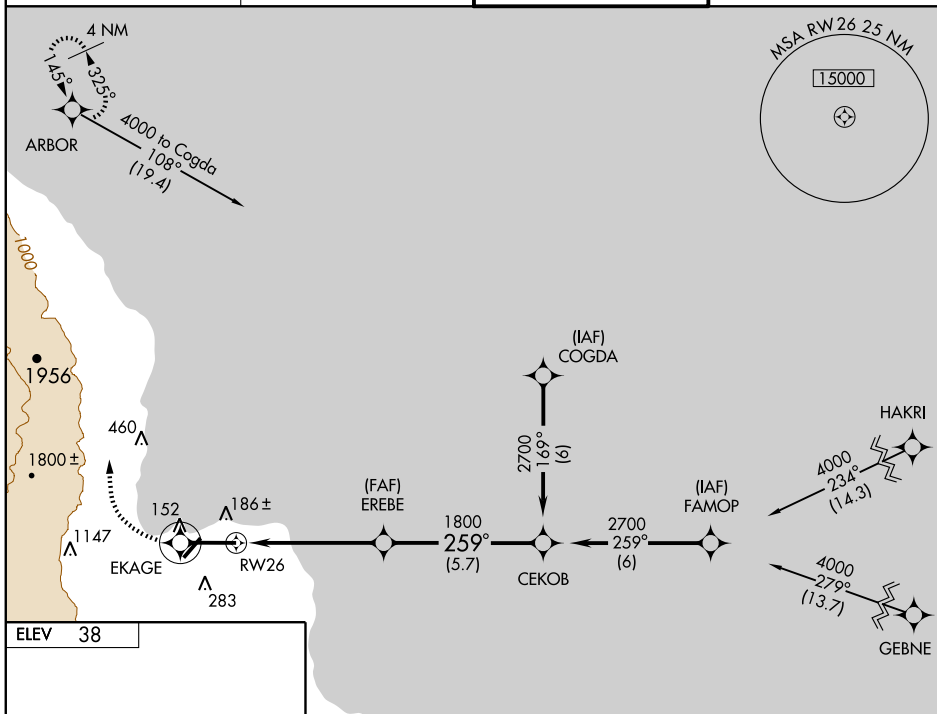 4 NM
145°
325°
ARBOR
4000 to Cogda
108°
(19.4)
MSA RW26 25 NM
15000
1000
1956
1800 ±
460
1147
152
186 ±
EKAGE
RW26
283
(FAF)
EREBE
1800
259°
(5.7)
(IAF)
COGDA
2700
169°
(6)
CEKOB
2700
259°
(6)
(IAF)
FAMOP
HAKRI
4000
234°
(14.3)
4000
279°
(13.7)
GEBNE
ELEV 38